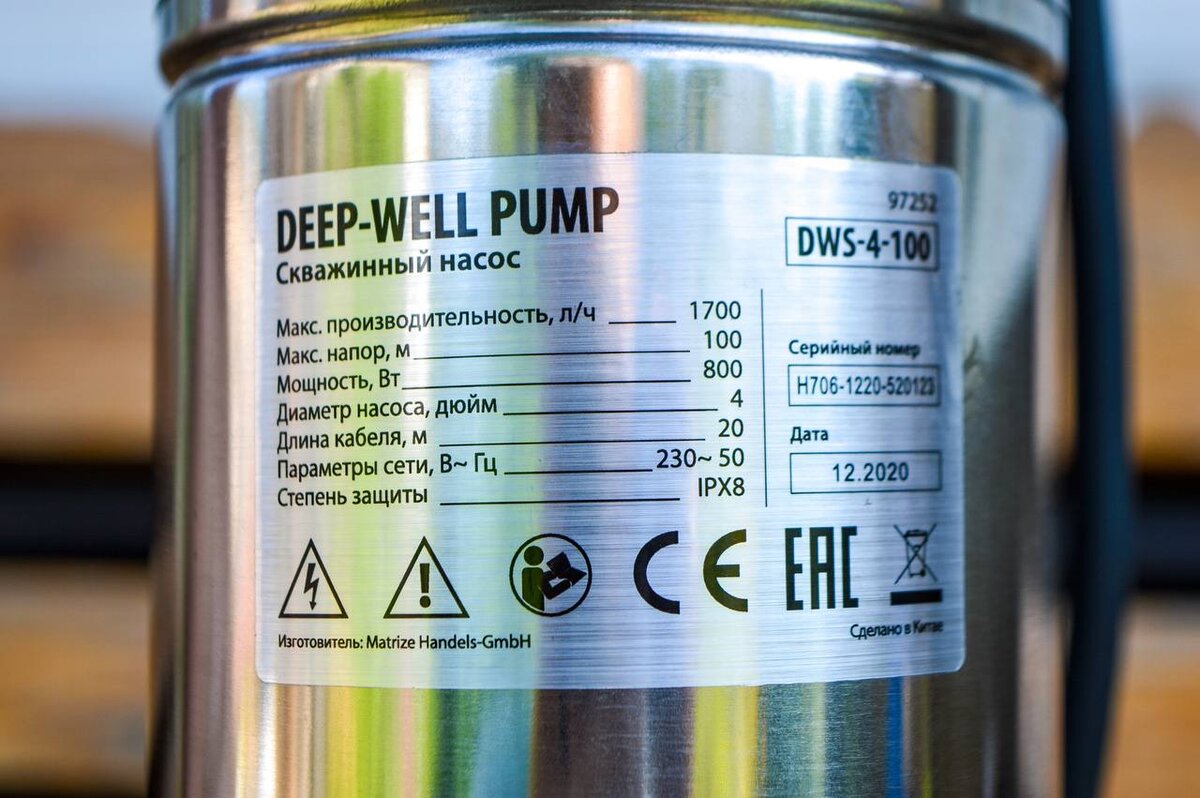 DEEP-WELL PUMP
Скважинный насос
97252
DWS-4-100
Макс. производительность, л/ч 1700
Макс. напор, м 100
Мощность, Вт 800
Диаметр насоса, дюйм 4
Длина кабеля, м 20
Параметры сети, В~ Гц 230~ 50
Степень защиты IPX8
Серийный номер
H706-1220-520123
Дата
12.2020
CE EAC
Изготовитель: Matrize Handels-GmbH
Сделано в Китае